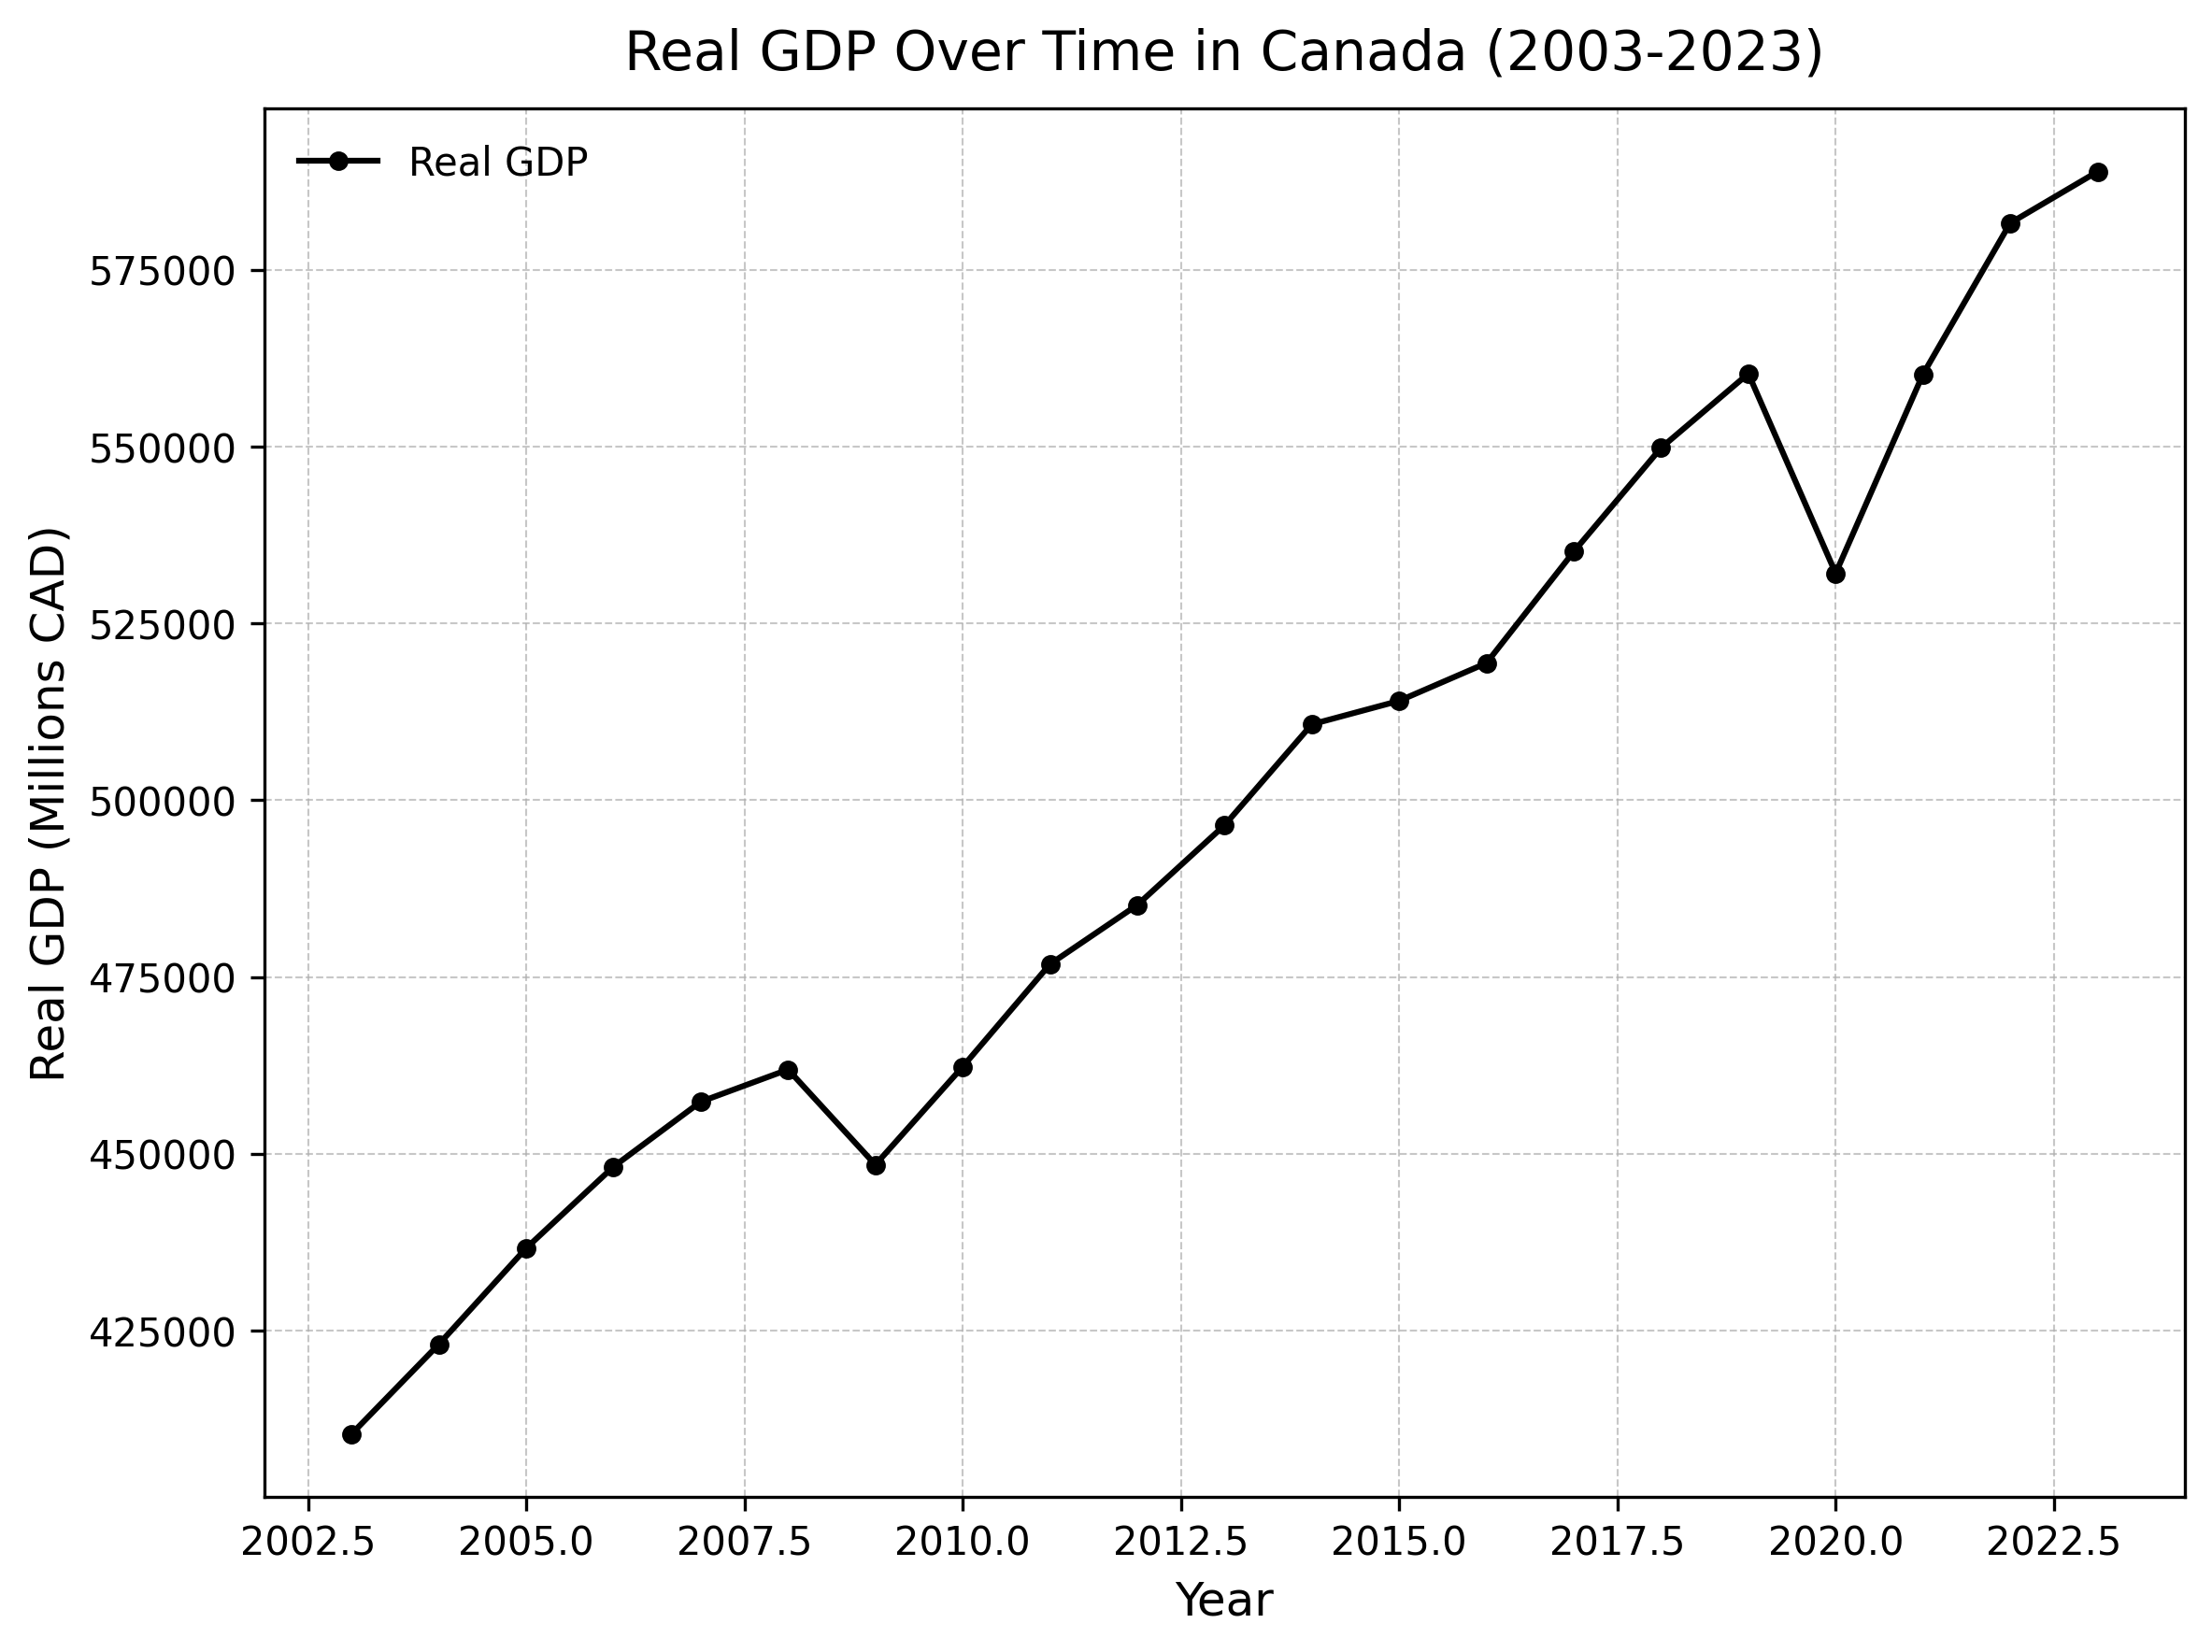 Real GDP Over Time in Canada (2003-2023)
Real GDP
Real GDP (Millions CAD)
575000
550000
525000
500000
475000
450000
425000
2002.5 2005.0 2007.5 2010.0 2012.5 2015.0 2017.5 2020.0 2022.5
Year